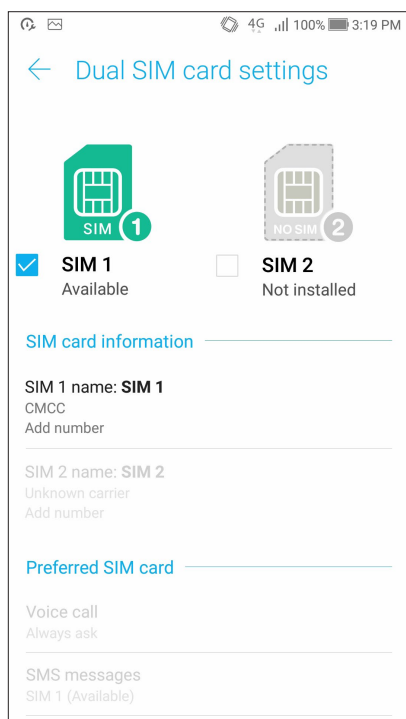 4G 100% 3:19 PM
Dual SIM card settings
SIM 1
NO SIM 2
SIM 1
Available
SIM 2
Not installed
SIM card information
SIM 1 name: SIM 1
CMCC
Add number
SIM 2 name: SIM 2
Unknown carrier
Add number
Preferred SIM card
Voice call
Always ask
SMS messages
SIM 1 (Available)